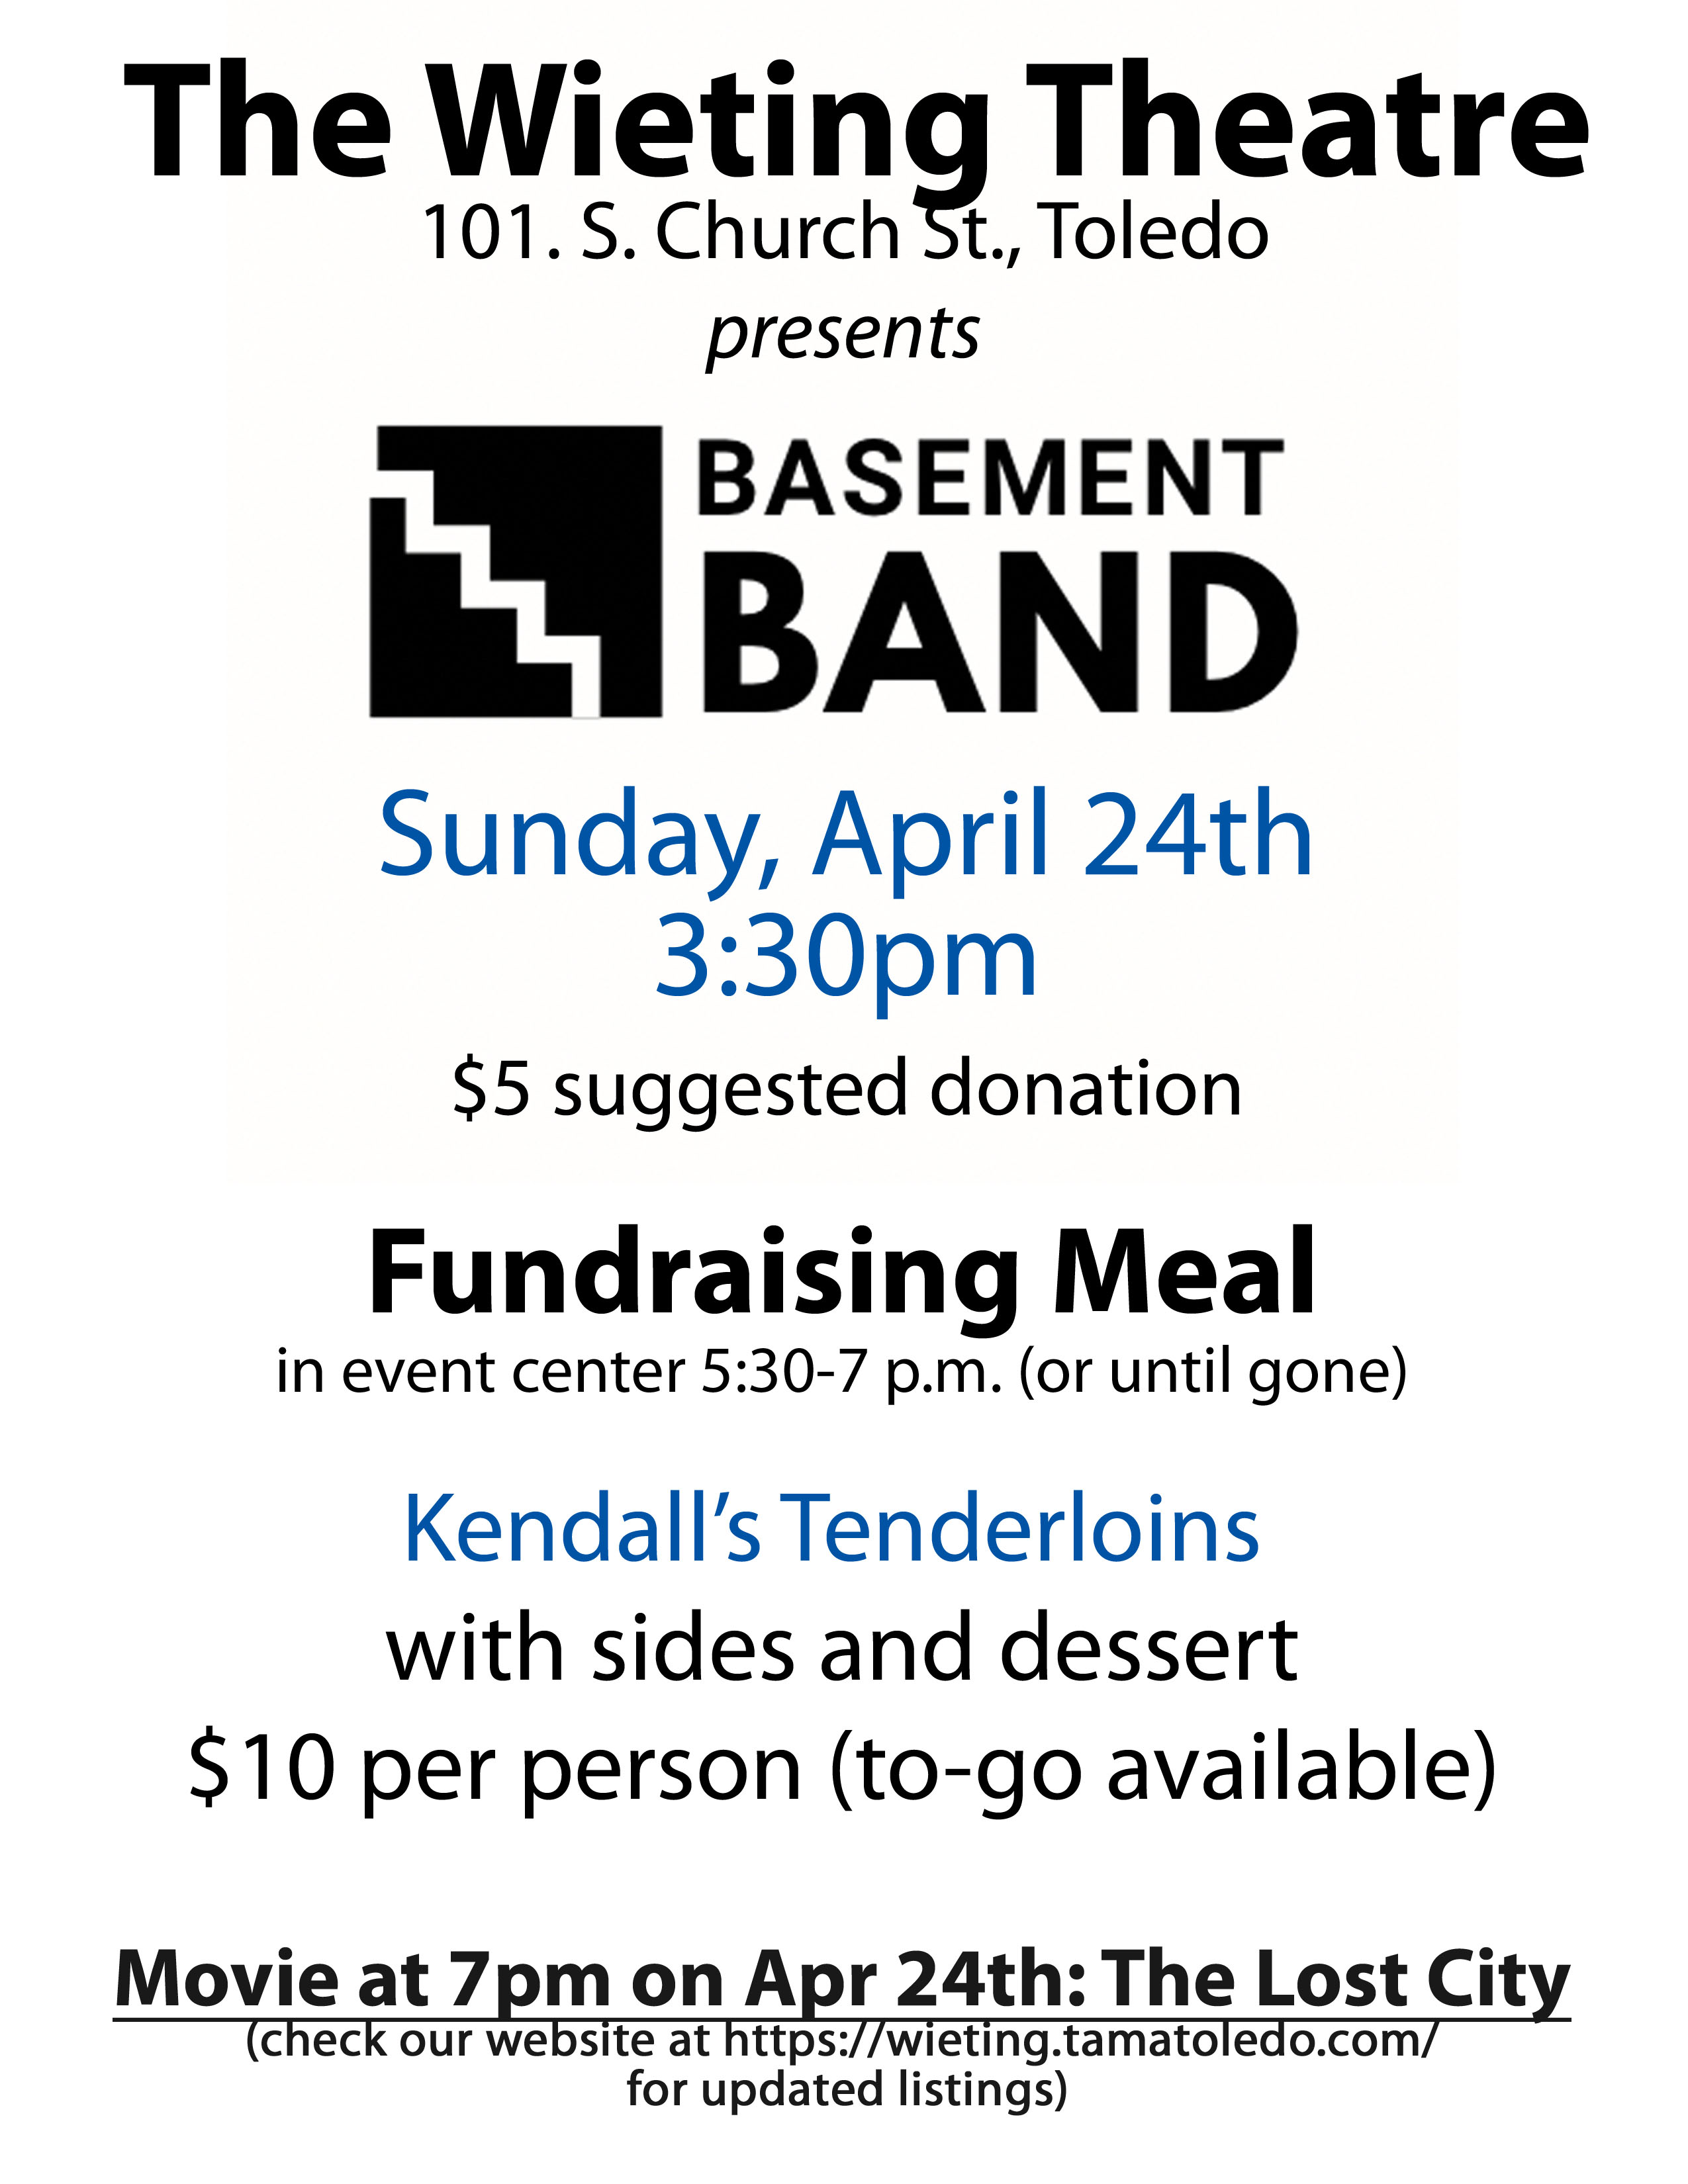 The Wieting Theatre
101. S. Church St., Toledo
presents
BASEMENT
BAND
Sunday, April 24th
3:30pm
$5 suggested donation
Fundraising Meal
in event center 5:30-7 p.m. (or until gone)
Kendall’s Tenderloins
with sides and dessert
$10 per person (to-go available)
Movie at 7pm on Apr 24th: The Lost City
(check our website at https://wieting.tamatoledo.com/
for updated listings)